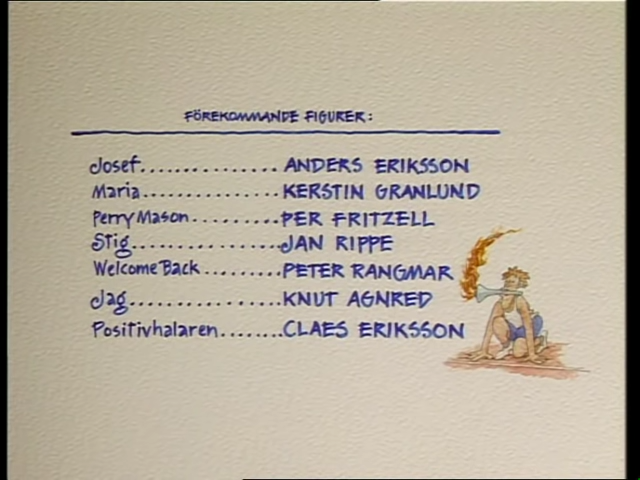 FÖREKOMMANDE FIGURER:
Josef............... ANDERS ERIKSSON
Maria............... KERSTIN GRANLUND
Perry Mason.........PER FRITZELL
Stig.................JAN RIPPE
Welcome Back.........PETER RANGMAR
Jag................KNUT AGNRED
Positivhalaren.......CLAES ERIKSSON